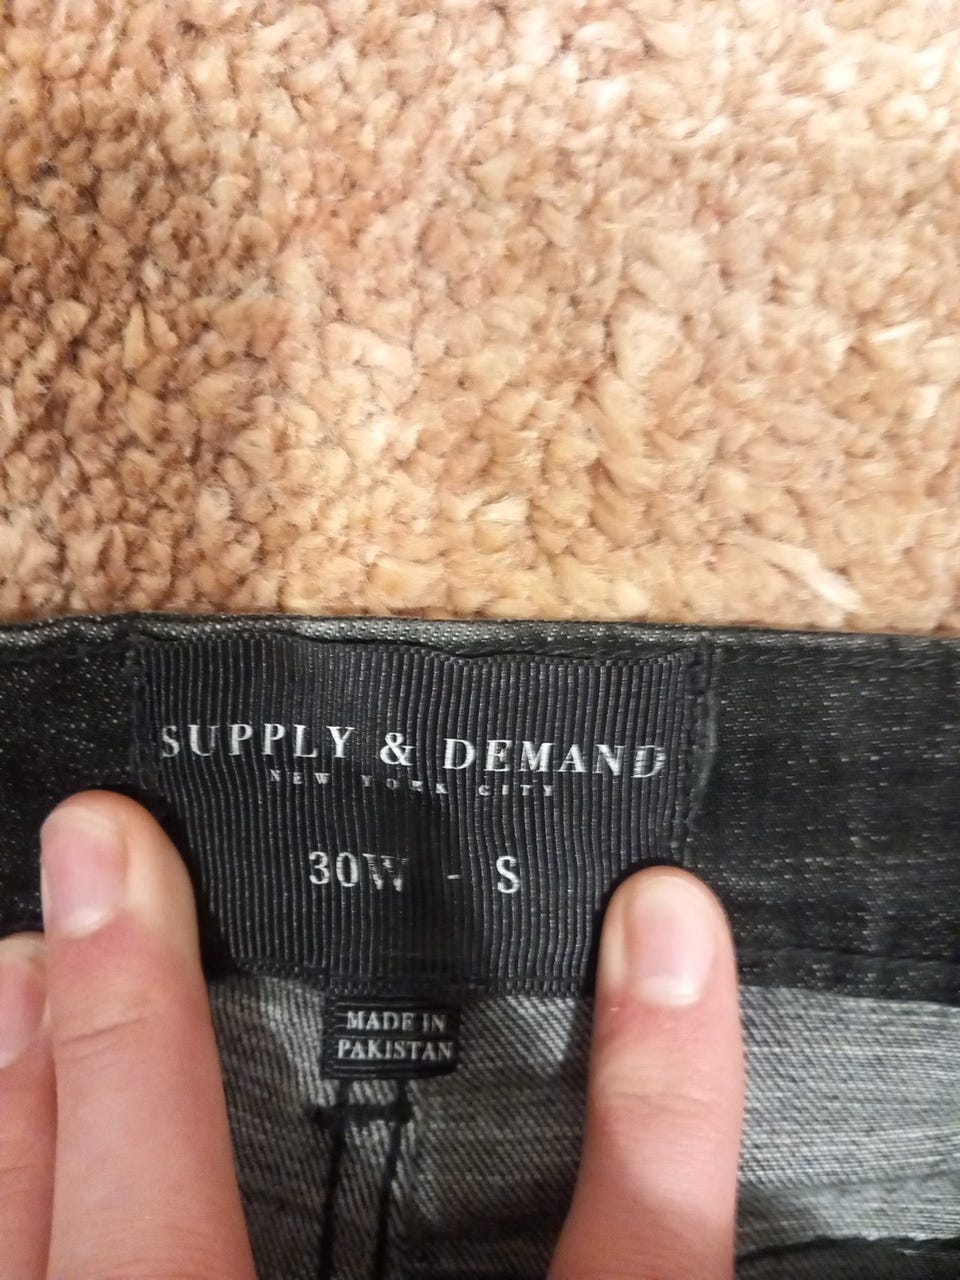 SUPPLY & DEMAND
NEW YORK CITY
30W - S
MADE IN
PAKISTAN